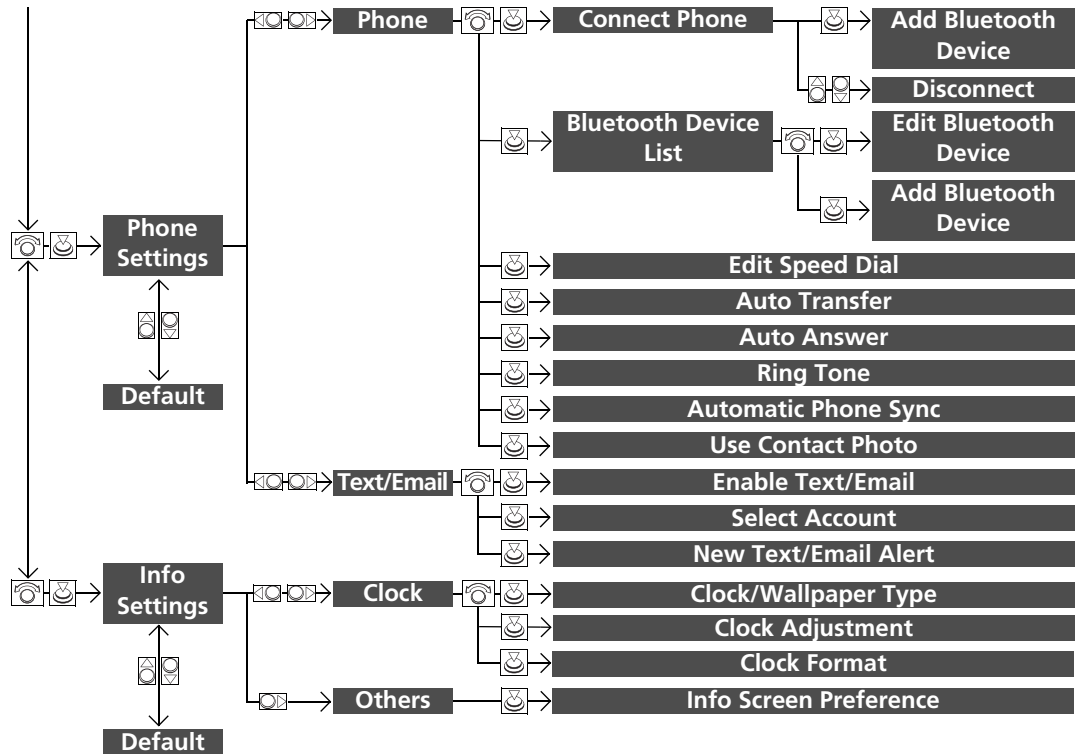 Phone
Connect Phone
Add Bluetooth
Device
Disconnect
Bluetooth Device
List
Edit Bluetooth
Device
Add Bluetooth
Device
Phone
Settings
Edit Speed Dial
Auto Transfer
Auto Answer
Ring Tone
Default
Automatic Phone Sync
Use Contact Photo
Text/Email
Enable Text/Email
Select Account
New Text/Email Alert
Info
Settings
Clock
Clock/Wallpaper Type
Clock Adjustment
Clock Format
Others
Info Screen Preference
Default